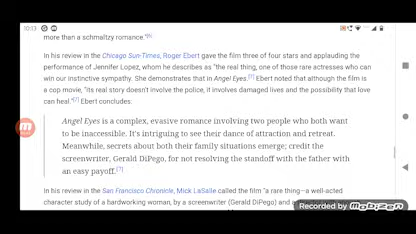 30:13
more than a schmaltzy romance."[6]
In his review in the Chicago Sun-Times, Roger Ebert gave the film three of four stars and applauding the
performance of Jennifer Lopez, whom he describes as "the real thing, one of those rare actresses who can
win our instinctive sympathy. She demonstrates that in Angel Eyes.[7] Ebert noted that although the film is
a cop movie, "its real story doesn't involve the police, it involves damaged lives and the possibility that love
can heal."[7] Ebert concludes:
Angel Eyes is a complex, evasive romance involving two people who both want
to be inaccessible. It's intriguing to see their dance of attraction and retreat.
Meanwhile, secrets about both their family situations emerge; credit the
screenwriter, Gerald DiPego, for not resolving the standoff with the father with
an easy payoff.[7]
In his review in the San Francisco Chronicle, Mick LaSalle called the film "a rare thing—a well-acted
character study of a hardworking woman, by a screenwriter (Gerald DiPego) and a
Recorded by Mobizen